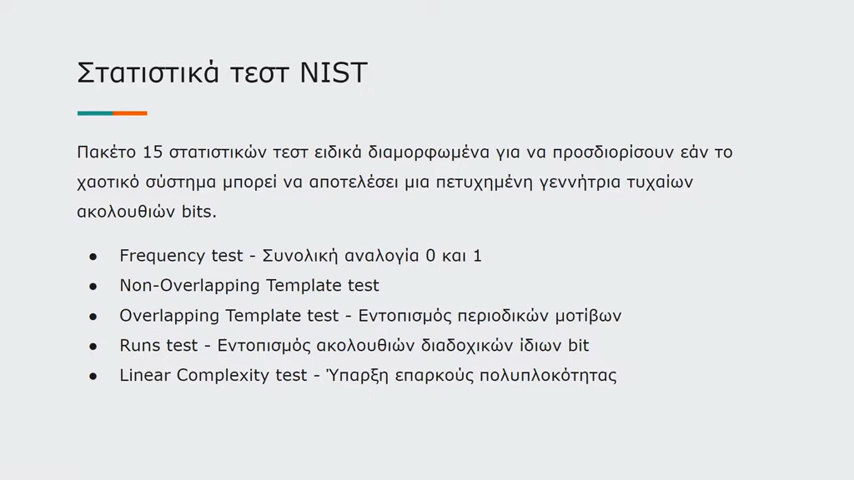 Στατιστικά τεστ NIST
Πακέτο 15 στατιστικών τεστ ειδικά διαμορφωμένα για να προσδιορίσουν εάν το
χαοτικό σύστημα μπορεί να αποτελέσει μια πετυχημένη γεννήτρια τυχαίων
ακολουθιών bits.
● Frequency test - Συνολική αναλογία 0 και 1
● Non-Overlapping Template test
● Overlapping Template test - Εντοπισμός περιοδικών μοτίβων
● Runs test - Εντοπισμός ακολουθιών διαδοχικών ίδιων bit
● Linear Complexity test - Ύπαρξη επαρκούς πολυπλοκότητας